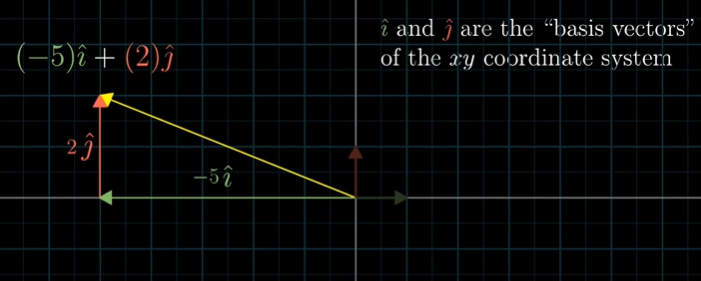 î and ĵ are the “basis vectors”
of the xy coordinate system
(−5)î + (2)ĵ
2ĵ
−5î